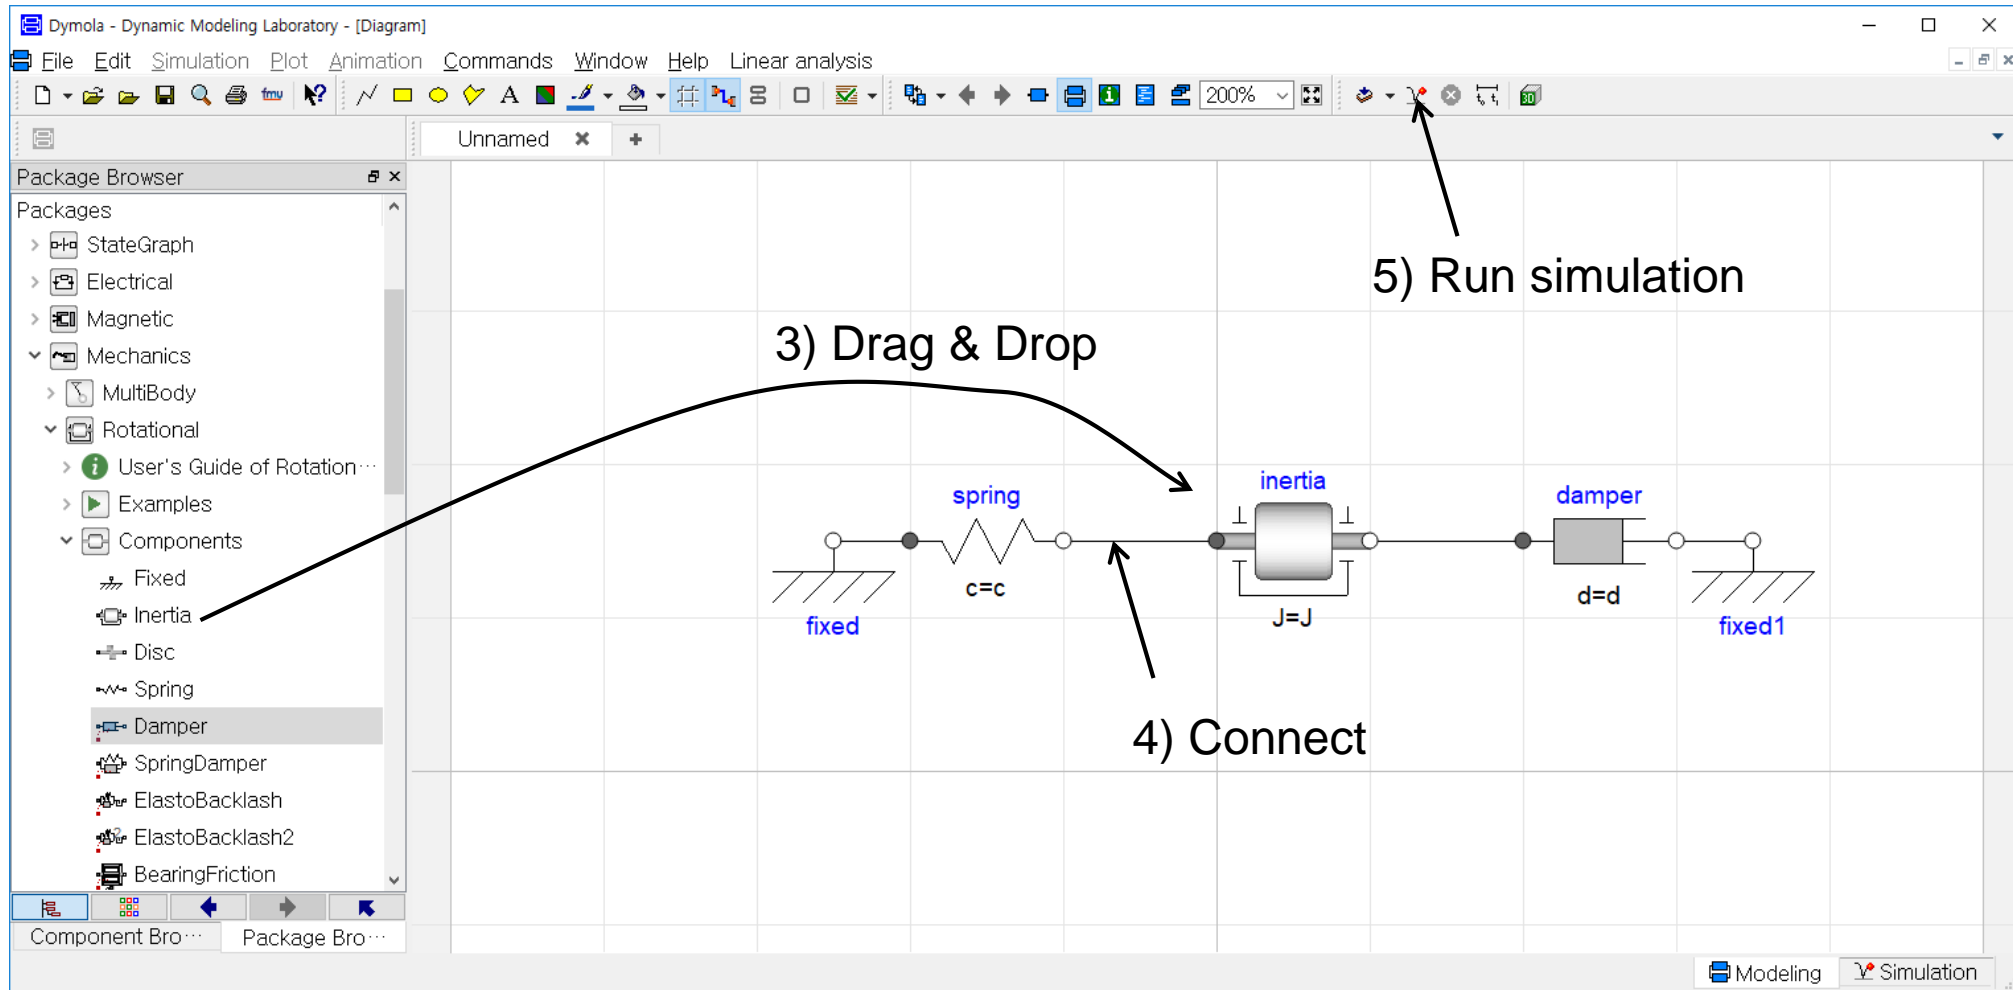 Dymola - Dynamic Modeling Laboratory - [Diagram]
File Edit Simulation Plot Animation Commands Window Help Linear analysis
fmu A 200% 3D
Unnamed
Package Browser
Packages
StateGraph
Electrical
Magnetic
Mechanics
MultiBody
Rotational
User's Guide of Rotation…
Examples
Components
Fixed
Inertia
Disc
Spring
Damper
SpringDamper
ElastoBacklash
ElastoBacklash2
BearingFriction
Component Bro…
Package Bro…
5) Run simulation
3) Drag & Drop
spring
inertia
damper
c=c
J=J
d=d
fixed
fixed1
4) Connect
Modeling
Simulation